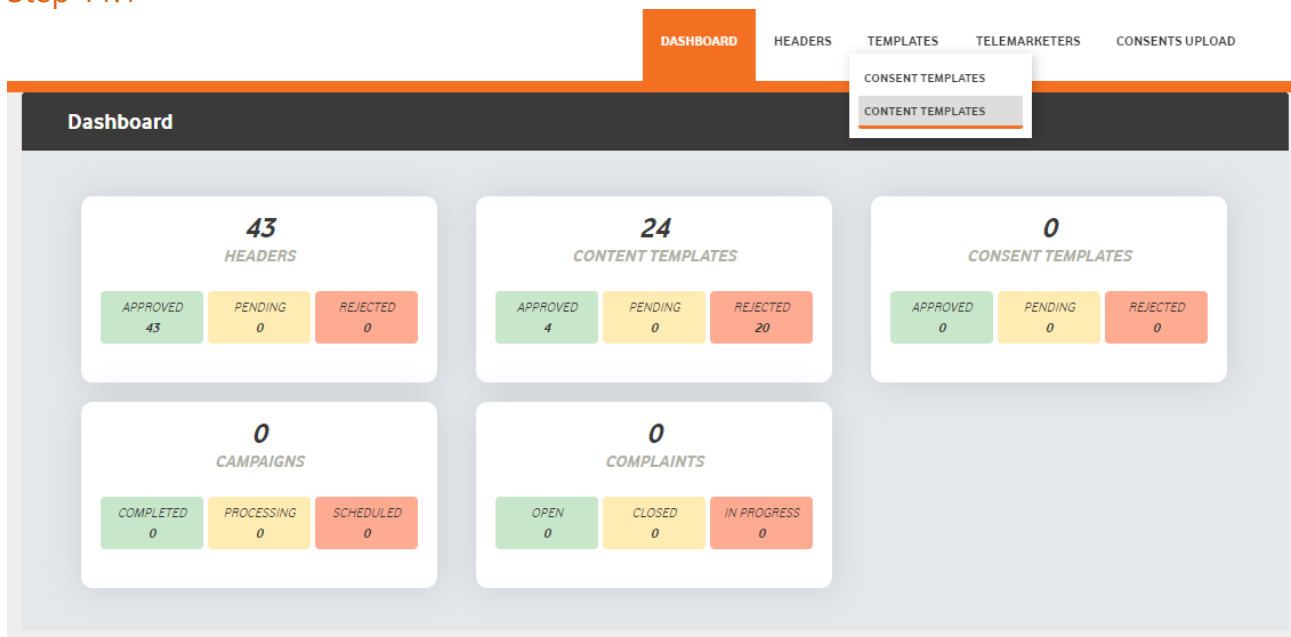 DASHBOARD HEADERS TEMPLATES TELEMARKETERS CONSENTS UPLOAD
CONSENT TEMPLATES
CONTENT TEMPLATES
Dashboard
43
HEADERS
APPROVED PENDING REJECTED
43 0 0
24
CONTENT TEMPLATES
APPROVED PENDING REJECTED
4 0 20
0
CONSENT TEMPLATES
APPROVED PENDING REJECTED
0 0 0
0
CAMPAIGNS
COMPLETED PROCESSING SCHEDULED
0 0 0
0
COMPLAINTS
OPEN CLOSED IN PROGRESS
0 0 0